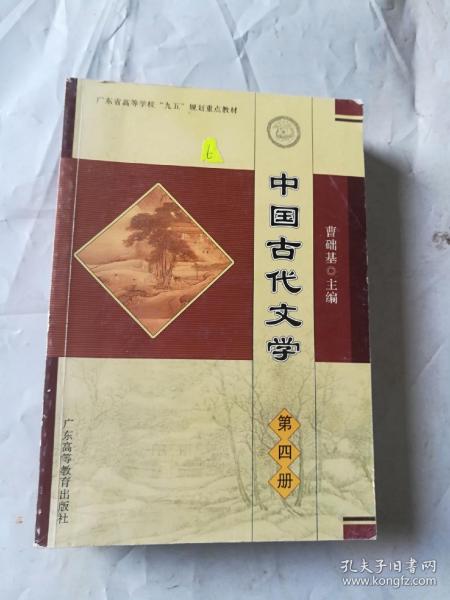 广东省高等学校“九五”规划重点教材
中国古代文学
曹础基◎主编
第四册
广东高等教育出版社
孔夫子旧书网
www.kongfz.com